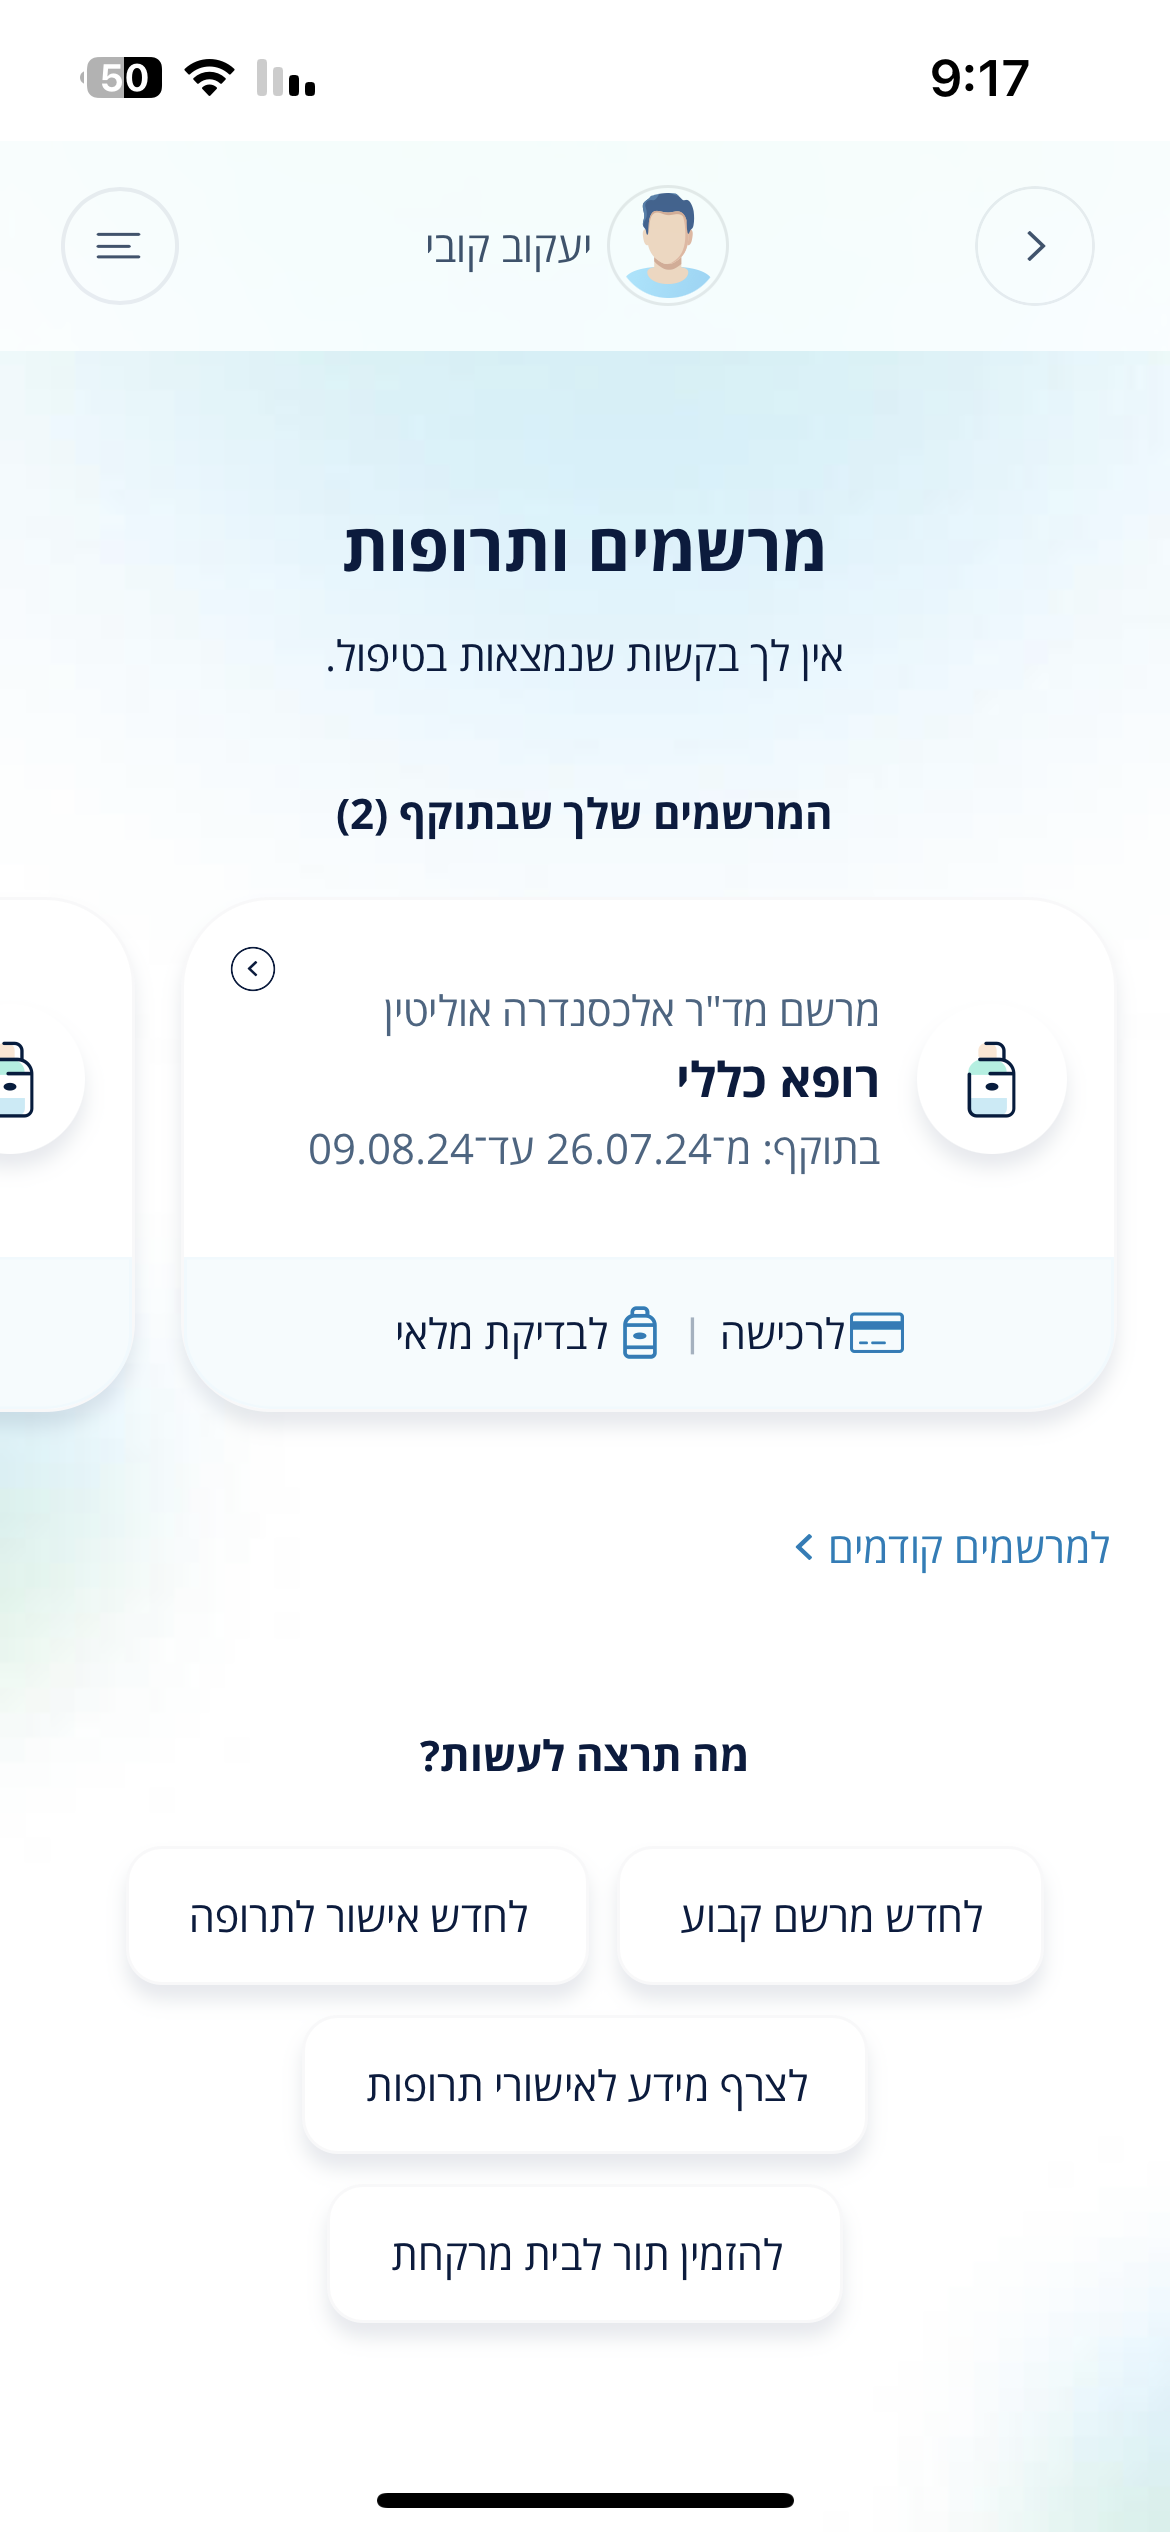 9:17
50
יעקוב קובי
מרשמים ותרופות
אין לך בקשות שנמצאות בטיפול.
המרשמים שלך שבתוקף (2)
מרשם מד"ר אלכסנדרה אוליטין
רופא כללי
בתוקף: מ־26.07.24 עד־09.08.24
לרכישה | לבדיקת מלאי
למרשמים קודמים
מה תרצה לעשות?
לחדש מרשם קבוע
לחדש אישור לתרופה
לצרף מידע לאישורי תרופות
להזמין תור לבית מרקחת